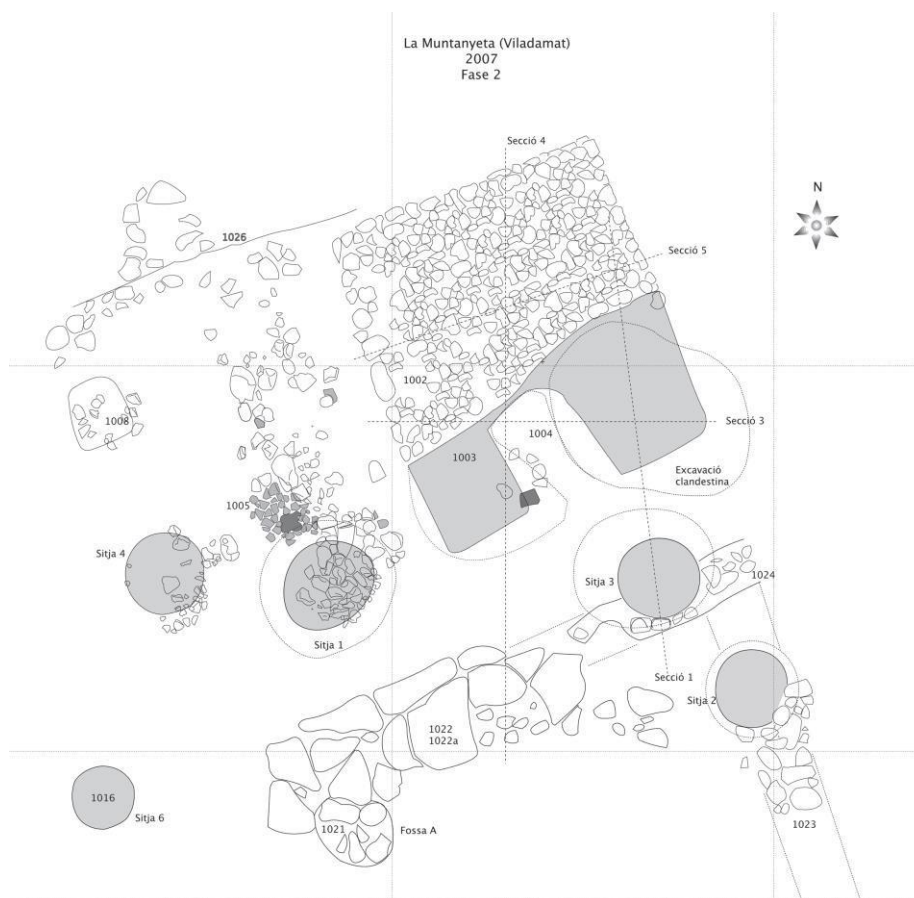 La Muntanyeta (Viladamat)
2007
Fase 2
Secció 4
N
1026
Secció 5
1002
1008
Secció 3
1004
1003
Excavació
clandestina
1005
Sitja 4
Sitja 3
1024
Sitja 1
Secció 1
Sitja 2
1022
1022a
1016
Sitja 6
1021
Fossa A
1023